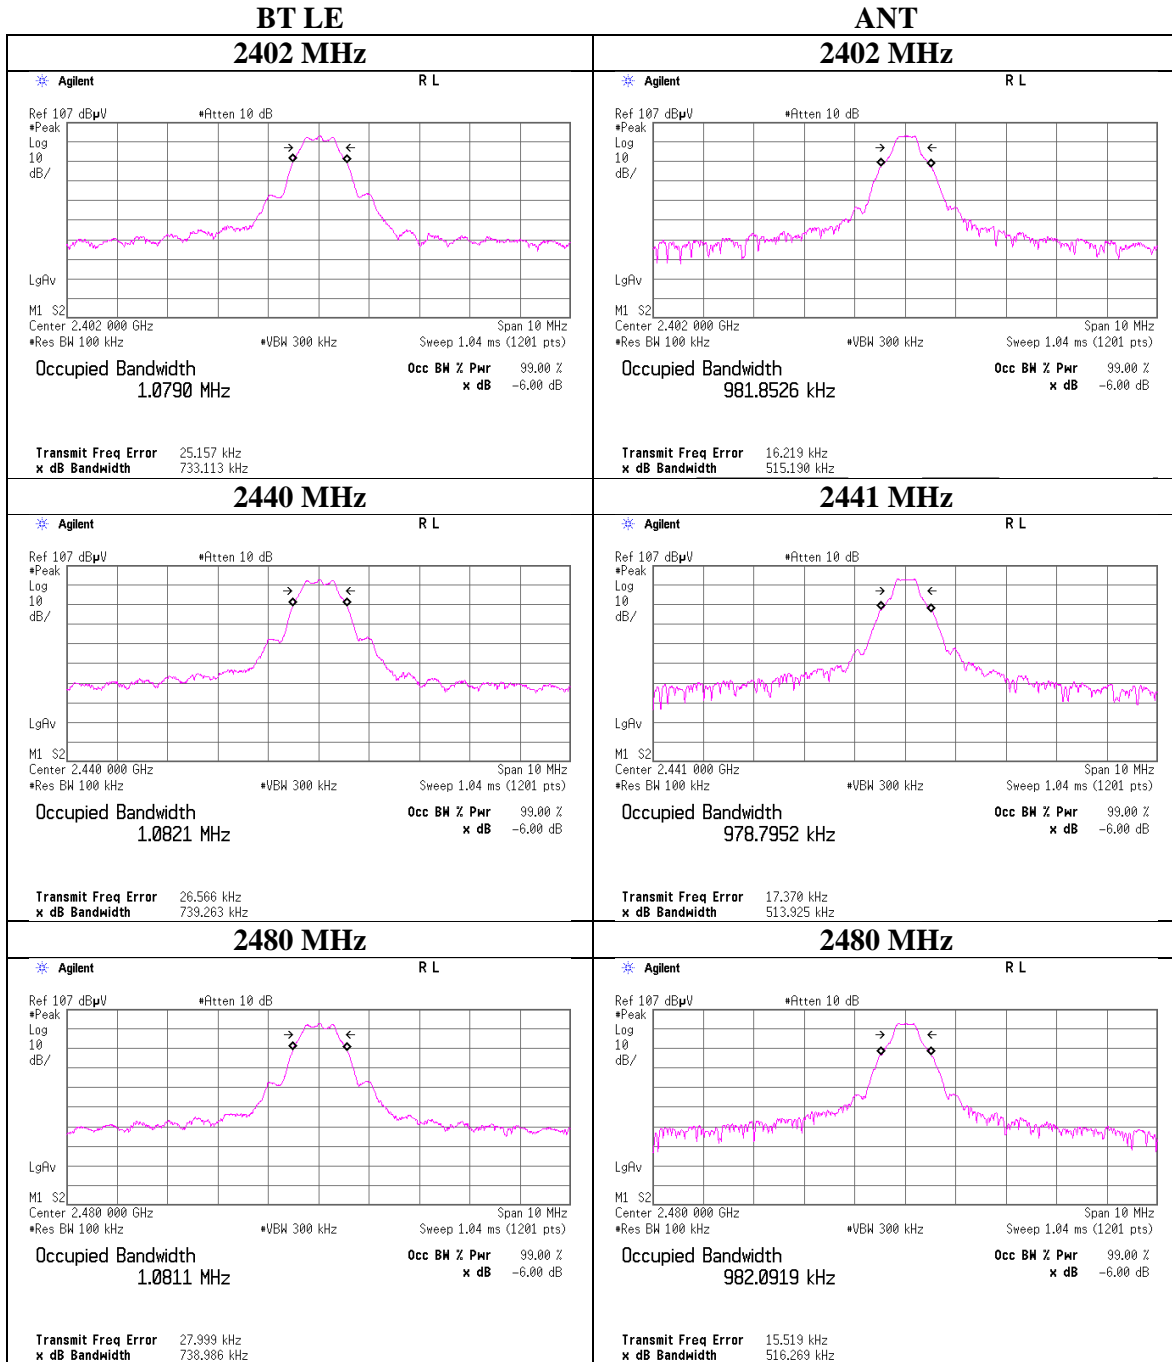 BT LE ANT
2402 MHz 2402 MHz
Agilent R L
Ref 107 dBµV #Atten 10 dB
#Peak
Log
10
dB/
LgAv
M1 S2
Center 2.402 000 GHz Span 10 MHz
#Res BW 100 kHz #VBW 300 kHz Sweep 1.04 ms (1201 pts)
Occupied Bandwidth Occ BW % Pwr 99.00 %
1.0790 MHz x dB -6.00 dB
Transmit Freq Error 25.157 kHz
x dB Bandwidth 733.113 kHz
Agilent R L
Ref 107 dBµV #Atten 10 dB
#Peak
Log
10
dB/
LgAv
M1 S2
Center 2.402 000 GHz Span 10 MHz
#Res BW 100 kHz #VBW 300 kHz Sweep 1.04 ms (1201 pts)
Occupied Bandwidth Occ BW % Pwr 99.00 %
981.8526 kHz x dB -6.00 dB
Transmit Freq Error 16.219 kHz
x dB Bandwidth 515.190 kHz
2440 MHz 2441 MHz
Agilent R L
Ref 107 dBµV #Atten 10 dB
#Peak
Log
10
dB/
LgAv
M1 S2
Center 2.440 000 GHz Span 10 MHz
#Res BW 100 kHz #VBW 300 kHz Sweep 1.04 ms (1201 pts)
Occupied Bandwidth Occ BW % Pwr 99.00 %
1.0821 MHz x dB -6.00 dB
Transmit Freq Error 26.566 kHz
x dB Bandwidth 739.263 kHz
Agilent R L
Ref 107 dBµV #Atten 10 dB
#Peak
Log
10
dB/
LgAv
M1 S2
Center 2.441 000 GHz Span 10 MHz
#Res BW 100 kHz #VBW 300 kHz Sweep 1.04 ms (1201 pts)
Occupied Bandwidth Occ BW % Pwr 99.00 %
978.7952 kHz x dB -6.00 dB
Transmit Freq Error 17.370 kHz
x dB Bandwidth 513.925 kHz
2480 MHz 2480 MHz
Agilent R L
Ref 107 dBµV #Atten 10 dB
#Peak
Log
10
dB/
LgAv
M1 S2
Center 2.480 000 GHz Span 10 MHz
#Res BW 100 kHz #VBW 300 kHz Sweep 1.04 ms (1201 pts)
Occupied Bandwidth Occ BW % Pwr 99.00 %
1.0811 MHz x dB -6.00 dB
Transmit Freq Error 27.999 kHz
x dB Bandwidth 738.986 kHz
Agilent R L
Ref 107 dBµV #Atten 10 dB
#Peak
Log
10
dB/
LgAv
M1 S2
Center 2.480 000 GHz Span 10 MHz
#Res BW 100 kHz #VBW 300 kHz Sweep 1.04 ms (1201 pts)
Occupied Bandwidth Occ BW % Pwr 99.00 %
982.0919 kHz x dB -6.00 dB
Transmit Freq Error 15.519 kHz
x dB Bandwidth 516.269 kHz